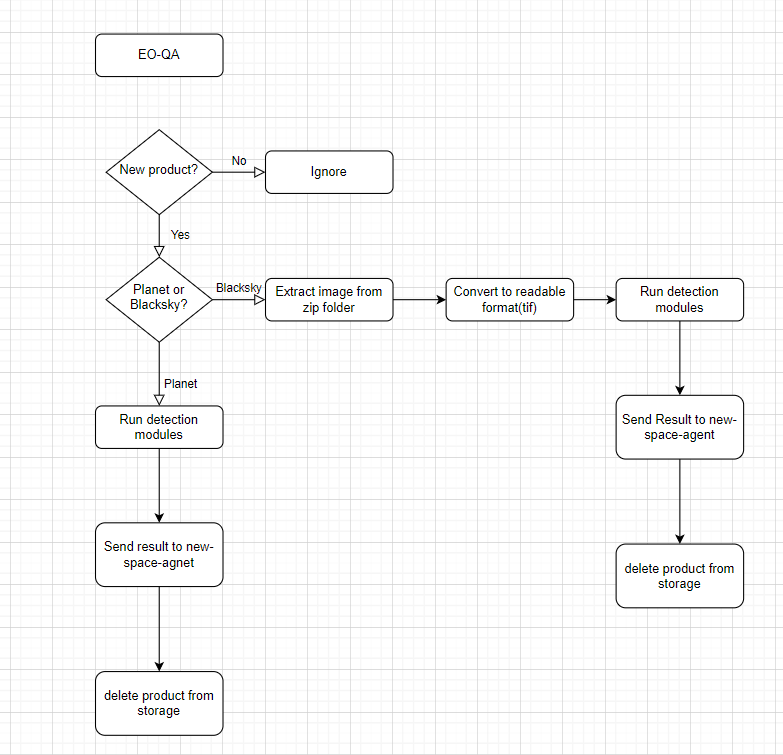 EO-QA
New product?
No
Ignore
Yes
Planet or
Blacksky?
Blacksky
Extract image from
zip folder
Convert to readable
format(tif)
Run detection
modules
Planet
Run detection
modules
Send Result to new-
space-agent
Send result to new-
space-agnet
delete product from
storage
delete product from
storage